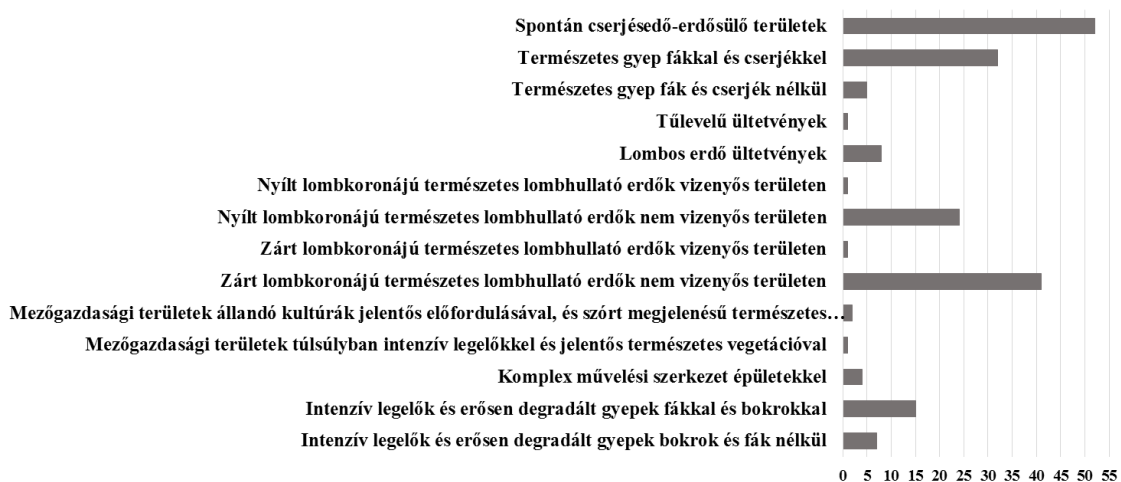 Spontán cserjésedő-erdősülő területek
Természetes gyep fákkal és cserjékkel
Természetes gyep fák és cserjék nélkül
Tűlevelű ültetvények
Lombos erdő ültetvények
Nyílt lombkoronájú természetes lombhullató erdők vizenyős területen
Nyílt lombkoronájú természetes lombhullató erdők nem vizenyős területen
Zárt lombkoronájú természetes lombhullató erdők vizenyős területen
Zárt lombkoronájú természetes lombhullató erdők nem vizenyős területen
Mezőgazdasági területek állandó kultúrák jelentős előfordulásával, és szórt megjelenésű természetes…
Mezőgazdasági területek túlsúlyban intenzív legelőkkel és jelentős természetes vegetációval
Komplex művelési szerkezet épületekkel
Intenzív legelők és erősen degradált gyepek fákkal és bokrokkal
Intenzív legelők és erősen degradált gyepek bokrok és fák nélkül
0 5 10 15 20 25 30 35 40 45 50 55